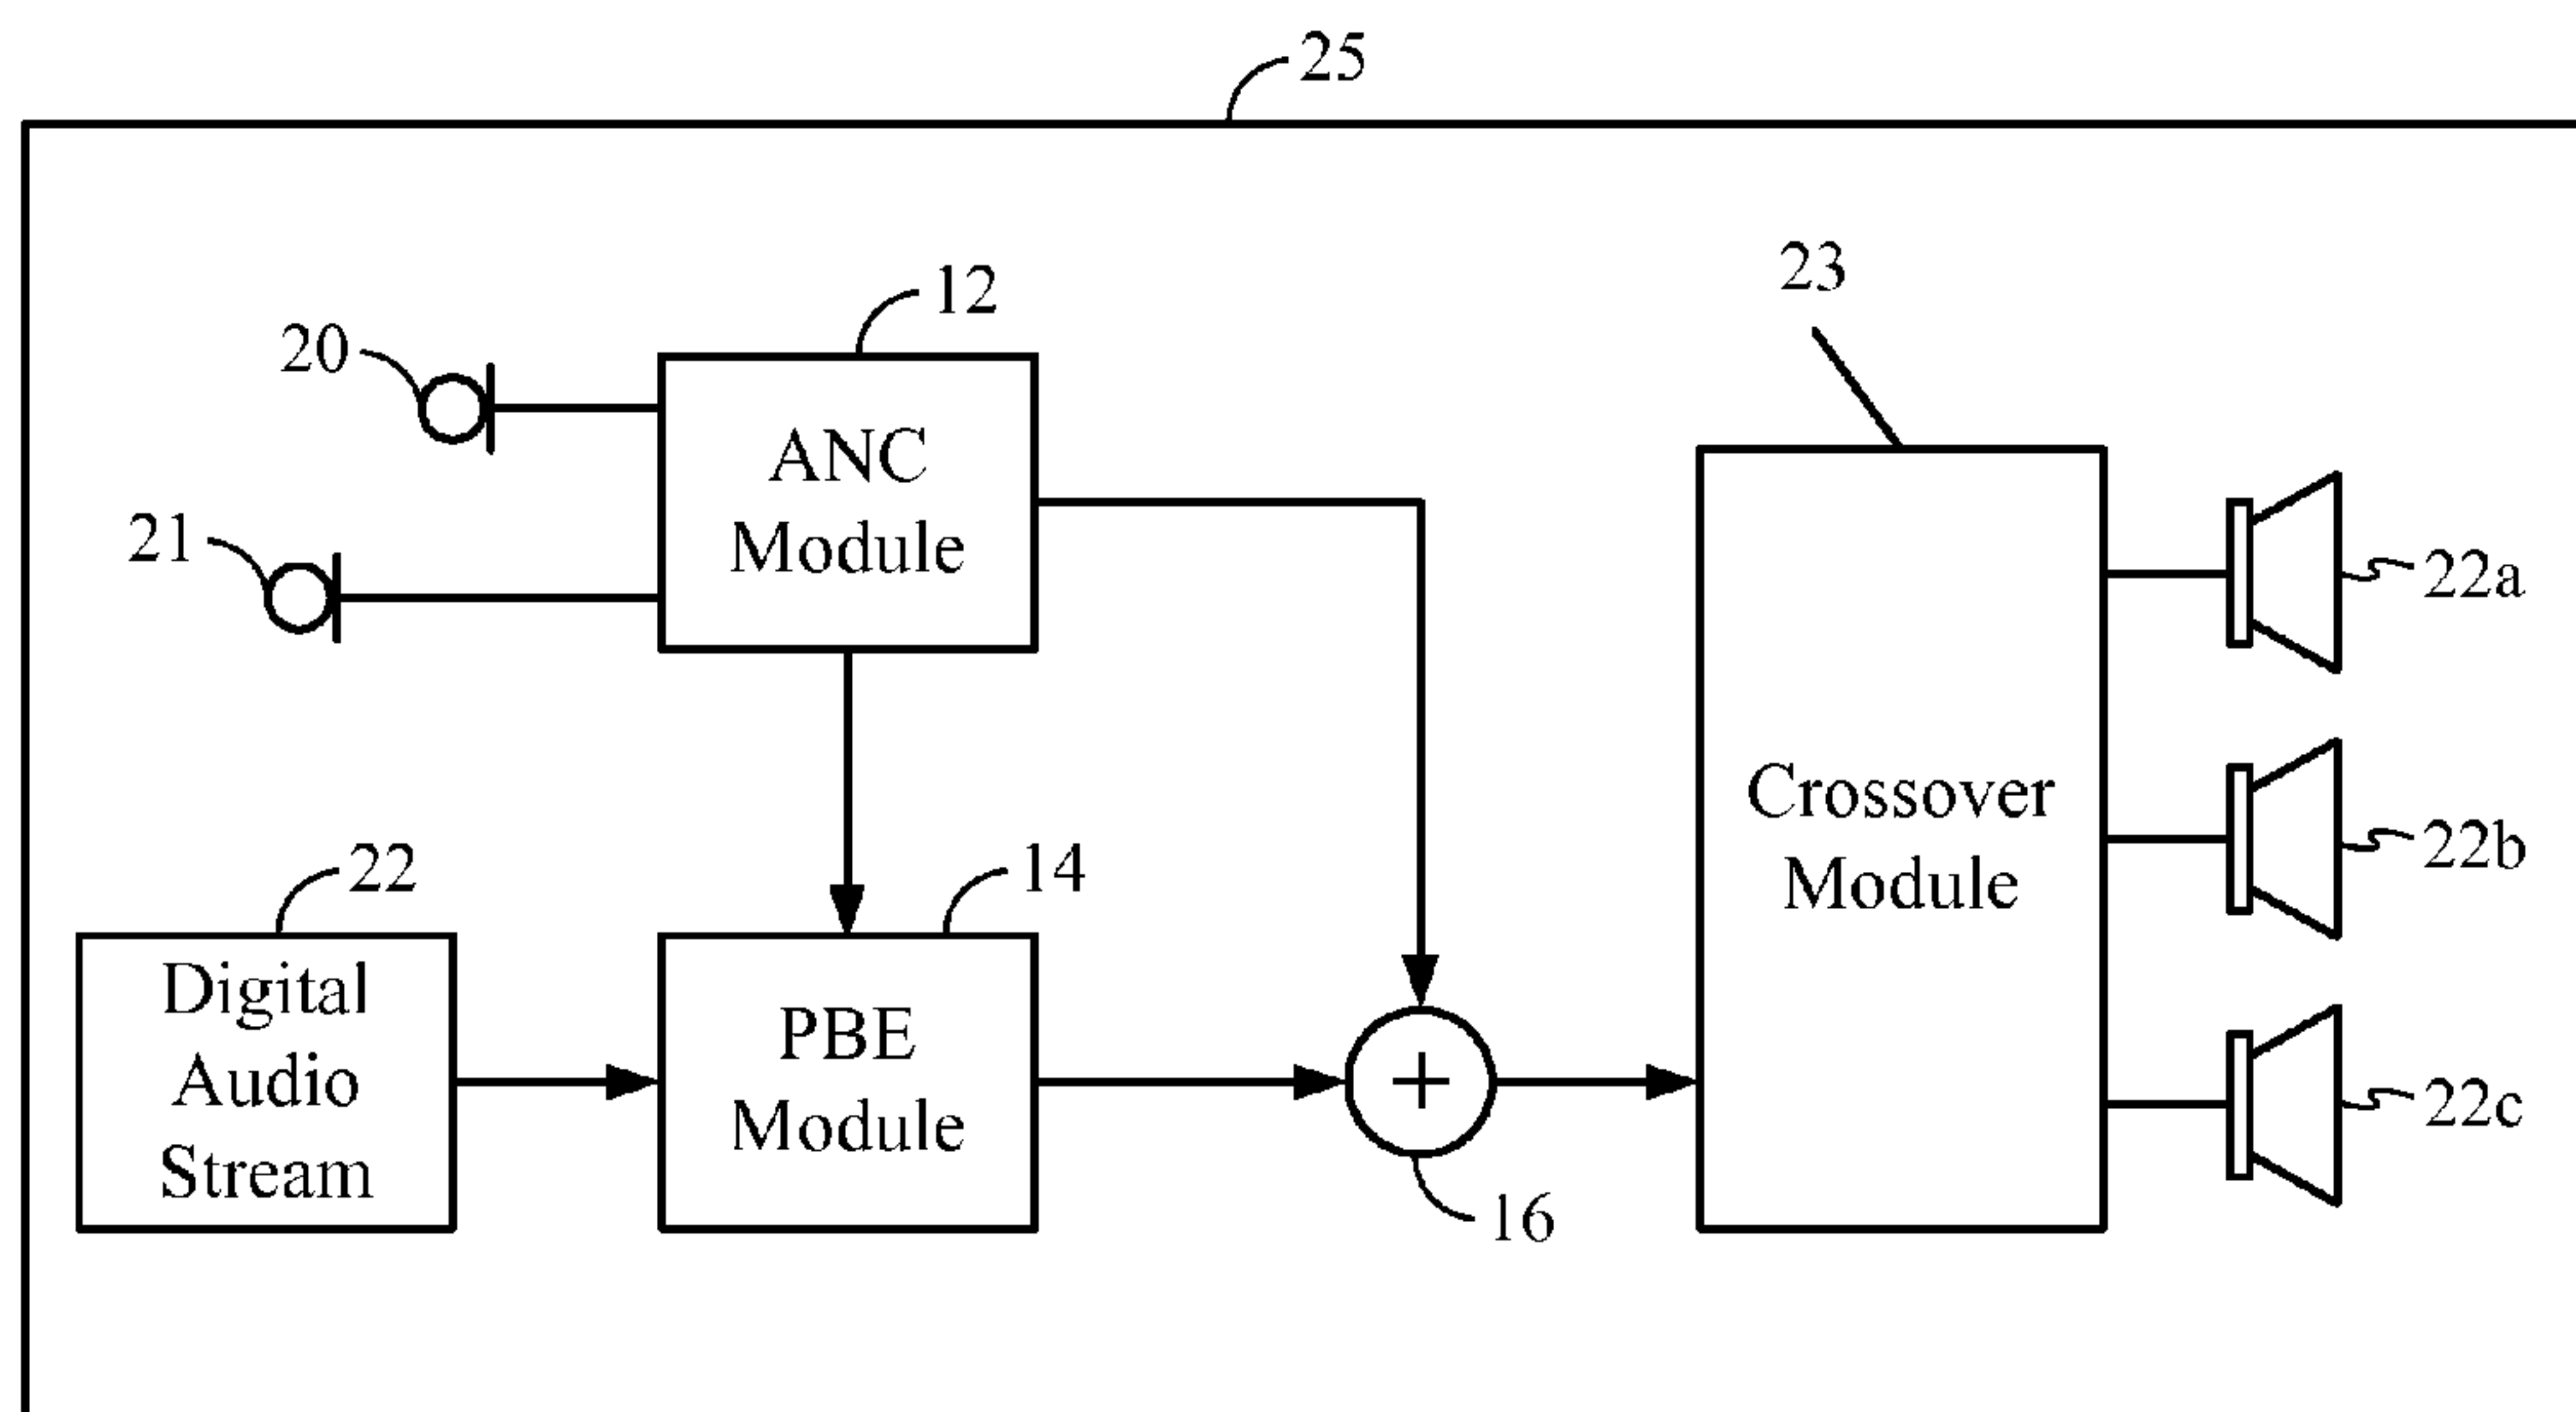 25
12
23
20
ANC
Module
21
22a
22b
Crossover
Module
22
14
Digital
Audio
Stream
PBE
Module
+
22c
16